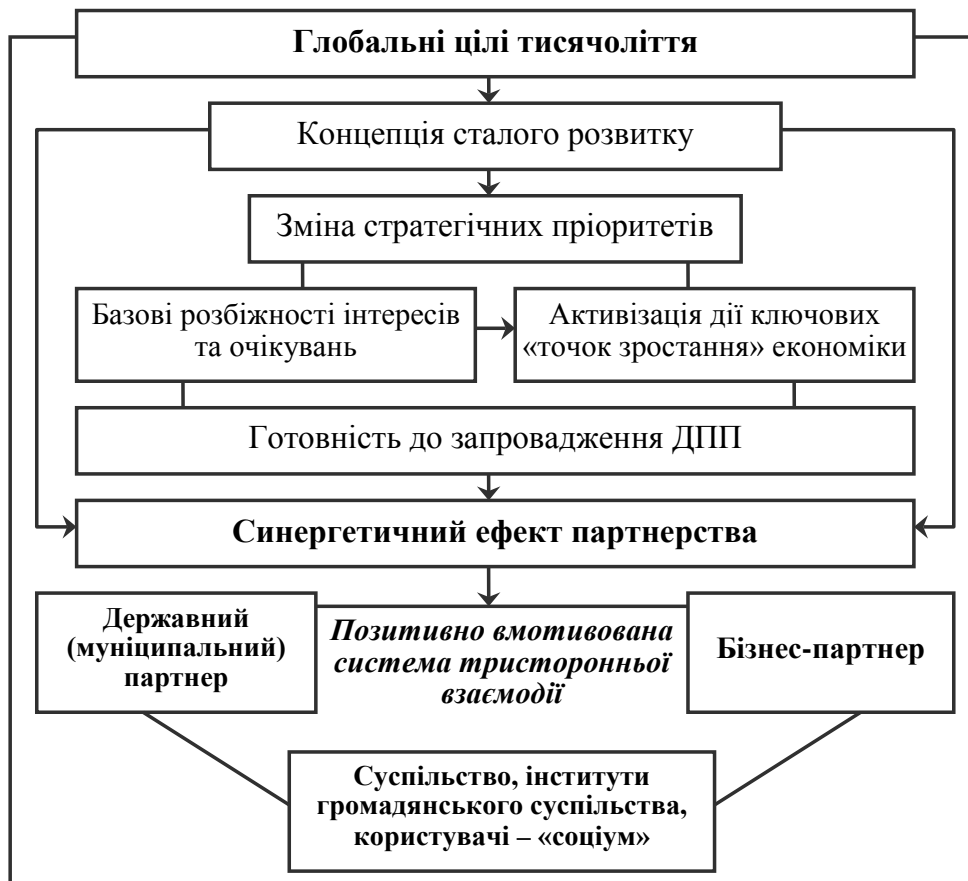 Глобальні цілі тисячоліття
Концепція сталого розвитку
Зміна стратегічних пріоритетів
Базові розбіжності інтересів
та очікувань
Активізація дії ключових
«точок зростання» економіки
Готовність до запровадження ДПП
Синергетичний ефект партнерства
Державний
(муніципальний)
партнер
Позитивно вмотивована
система тристоронньої
взаємодії
Бізнес-партнер
Суспільство, інститути
громадянського суспільства,
користувачі – «соціум»